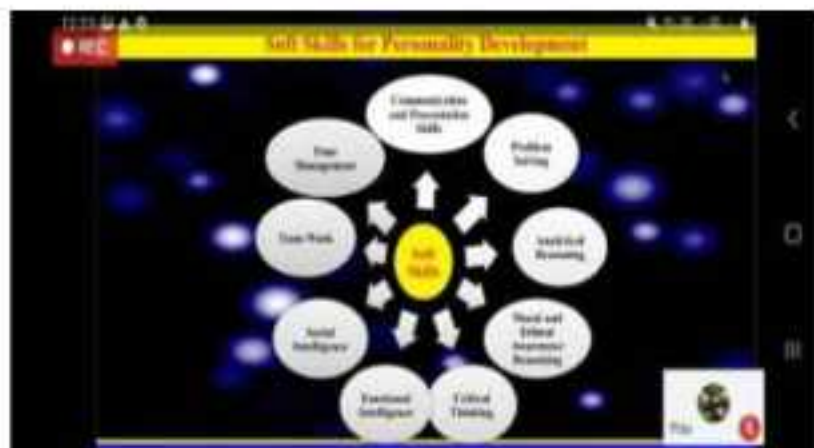 REC
Soft Skills for Personality Development
Communication
and Presentation
Skills
Problem
Solving
Analytical
Reasoning
Moral and
Ethical
Awareness
Reasoning
Critical
Thinking
Emotional
Intelligence
Social
Intelligence
Team Work
Time
Management
Soft
Skills
You